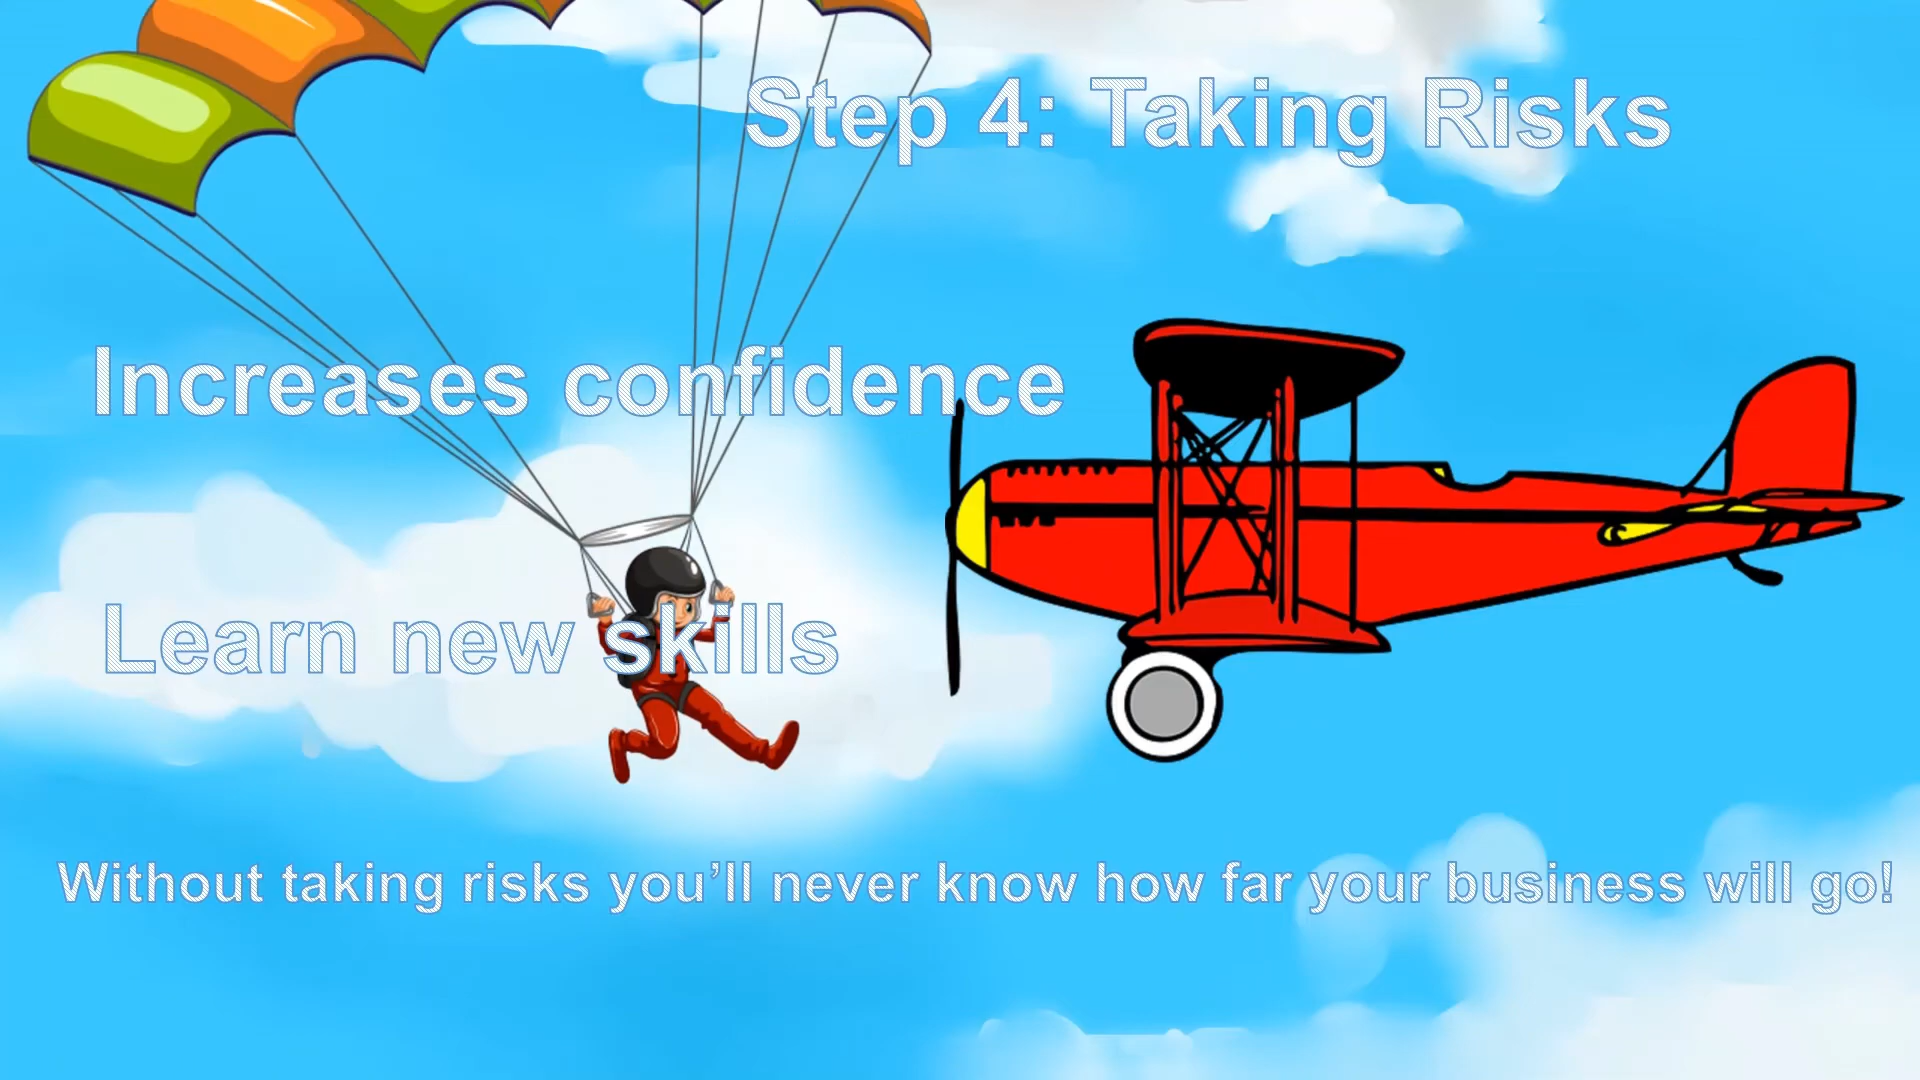 Step 4: Taking Risks
Increases confidence
Learn new skills
Without taking risks you’ll never know how far your business will go!